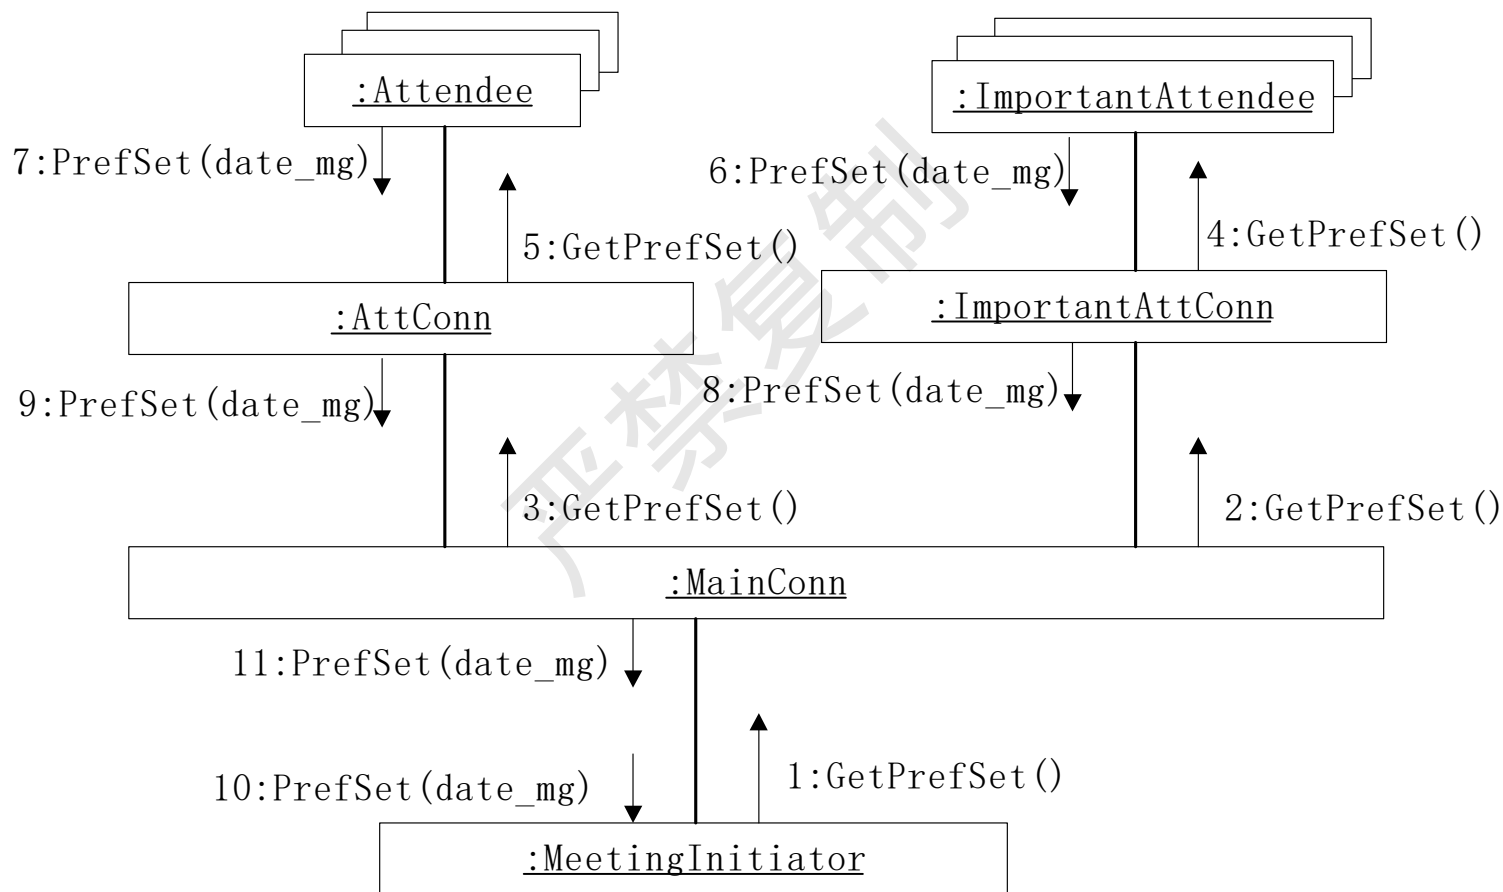 :Attendee
:ImportantAttendee
7:PrefSet(date_mg)
6:PrefSet(date_mg)
5:GetPrefSet()
4:GetPrefSet()
:AttConn
:ImportantAttConn
9:PrefSet(date_mg)
8:PrefSet(date_mg)
3:GetPrefSet()
2:GetPrefSet()
:MainConn
11:PrefSet(date_mg)
10:PrefSet(date_mg)
1:GetPrefSet()
:MeetingInitiator
严禁复制